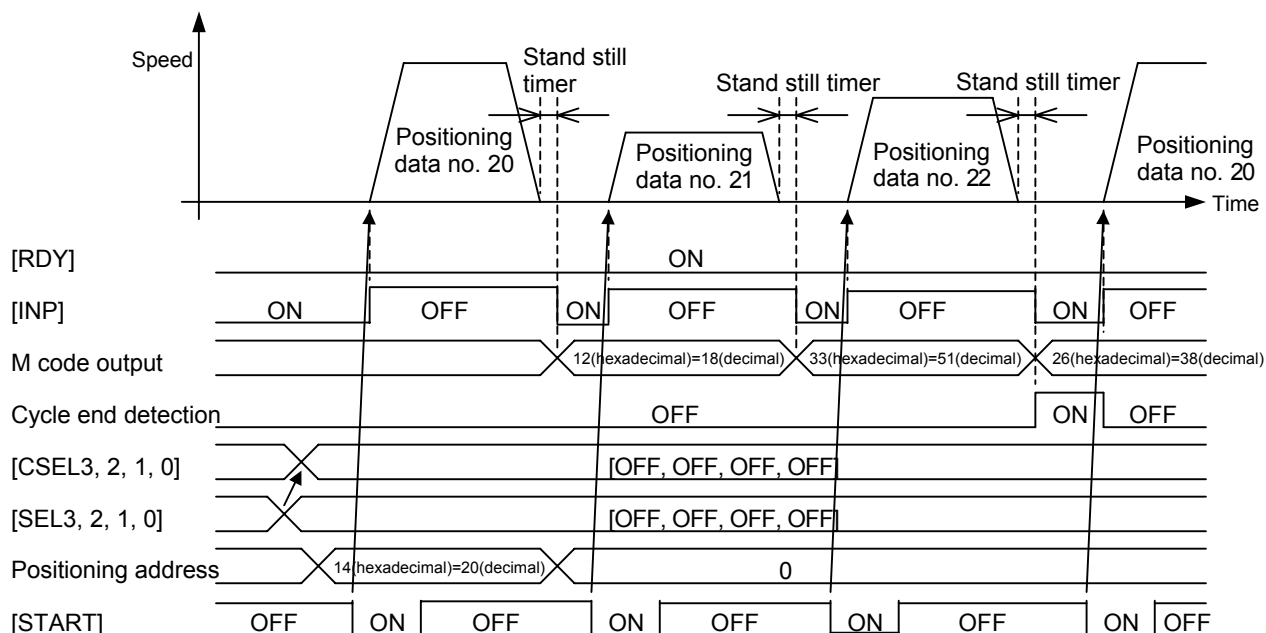 Speed
Stand still
timer
Stand still timer
Stand still timer
Positioning
data no. 20
Positioning
data no. 21
Positioning
data no. 22
Positioning
data no. 20
Time
[RDY] ON
[INP] ON OFF ON OFF ON OFF ON OFF
M code output 12(hexadecimal)=18(decimal) 33(hexadecimal)=51(decimal) 26(hexadecimal)=38(decimal)
Cycle end detection OFF ON OFF
[CSEL3, 2, 1, 0] [OFF, OFF, OFF, OFF]
[SEL3, 2, 1, 0] [OFF, OFF, OFF, OFF]
Positioning address 14(hexadecimal)=20(decimal) 0
[START] OFF ON OFF ON OFF ON OFF ON OFF